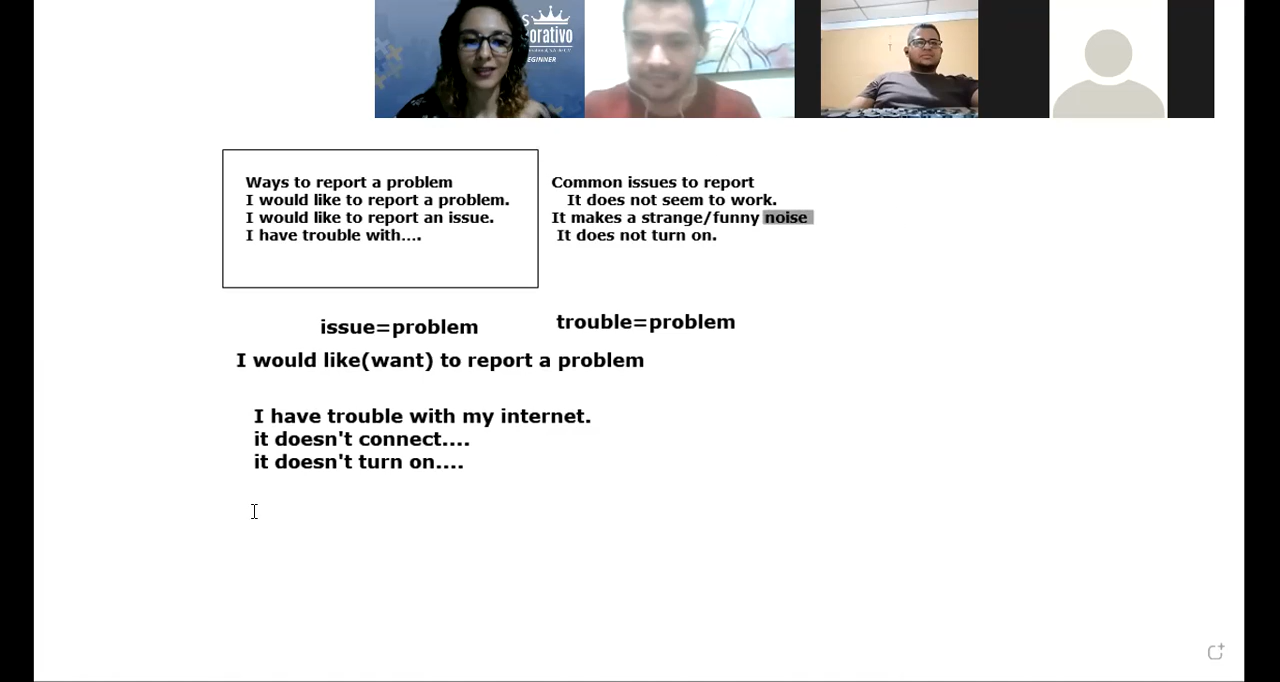 S
orativo
EGINNER
Ways to report a problem
I would like to report a problem.
I would like to report an issue.
I have trouble with....
Common issues to report
It does not seem to work.
It makes a strange/funny noise
It does not turn on.
issue=problem
trouble=problem
I would like(want) to report a problem
I have trouble with my internet.
it doesn't connect....
it doesn't turn on....